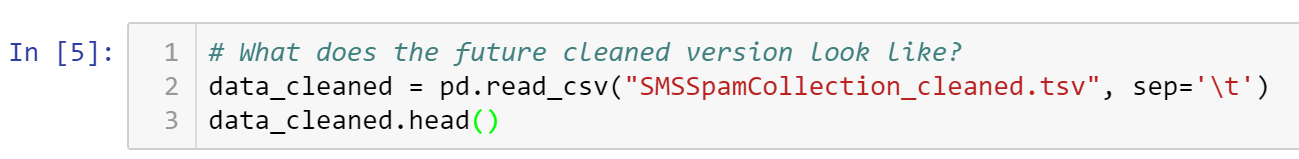 In [5]:
1 # What does the future cleaned version look like?
2 data_cleaned = pd.read_csv("SMSSpamCollection_cleaned.tsv", sep='\t')
3 data_cleaned.head()